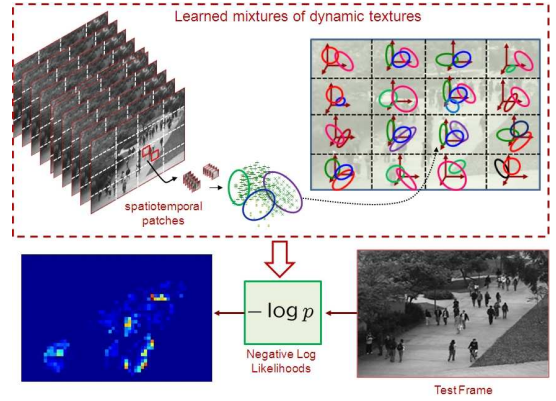 Learned mixtures of dynamic textures
spatiotemporal
patches
− log p
Negative Log
Likelihoods
Test Frame